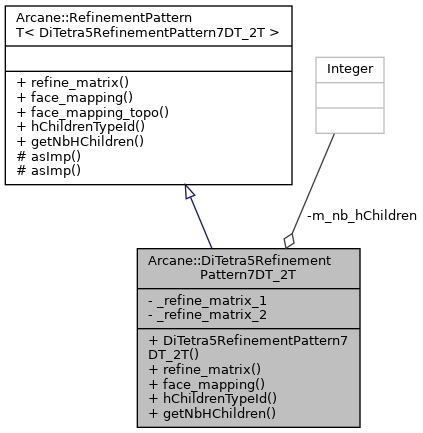 Arcane::RefinementPattern
T< DiTetra5RefinementPattern7DT_2T >
+ refine_matrix()
+ face_mapping()
+ face_mapping_topo()
+ hChildrenTypeId()
+ getNbHChildren()
# asImp()
# asImp()
Integer
-m_nb_hChildren
Arcane::DiTetra5Refinement
Pattern7DT_2T
- _refine_matrix_1
- _refine_matrix_2
+ DiTetra5RefinementPattern7
DT_2T()
+ refine_matrix()
+ face_mapping()
+ hChildrenTypeId()
+ getNbHChildren()